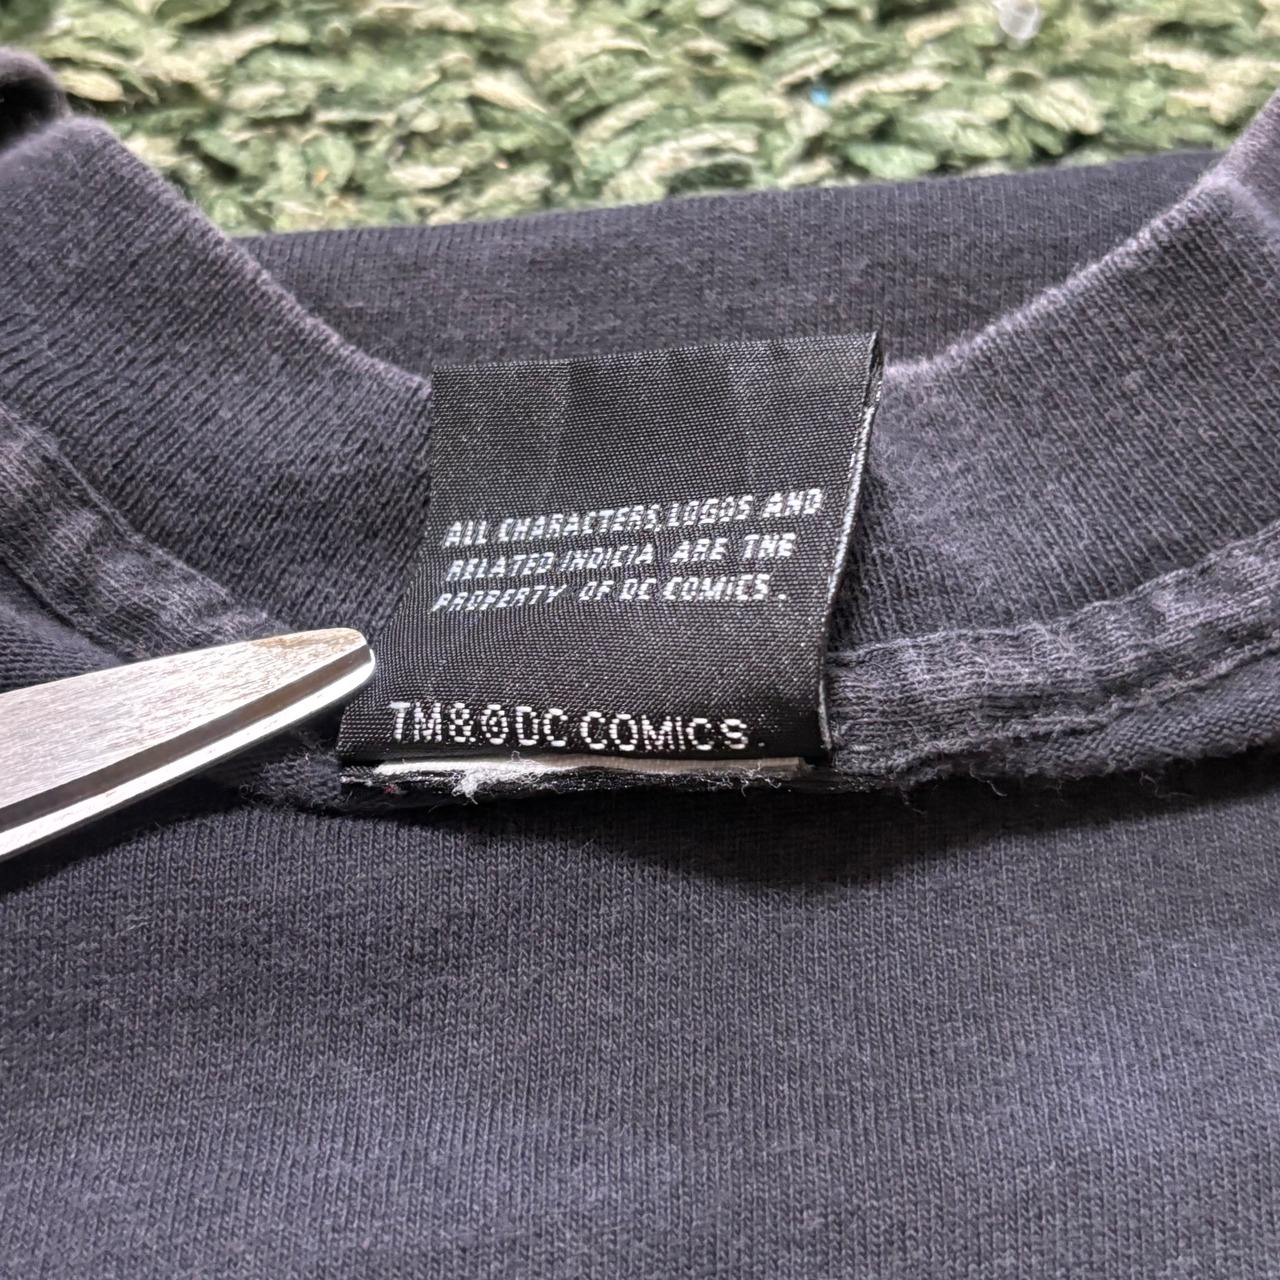 ALL CHARACTERS, LOGOS AND
RELATED INDICIA ARE THE
PROPERTY OF DC COMICS.
TM&©DC COMICS.